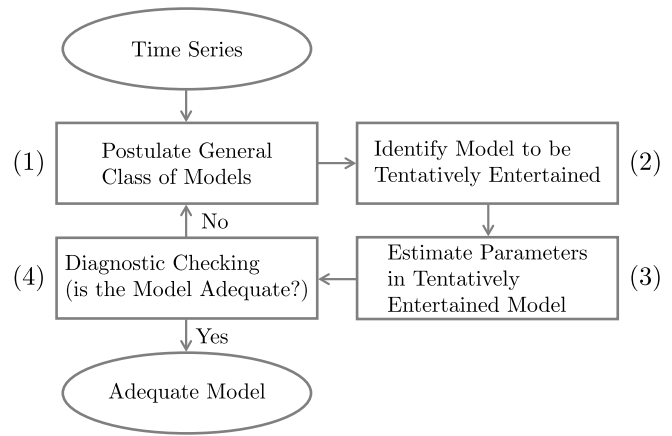 Time Series
(1)
Postulate General
Class of Models
Identify Model to be
Tentatively Entertained
(2)
No
(4)
Diagnostic Checking
(is the Model Adequate?)
Estimate Parameters
in Tentatively
Entertained Model
(3)
Yes
Adequate Model